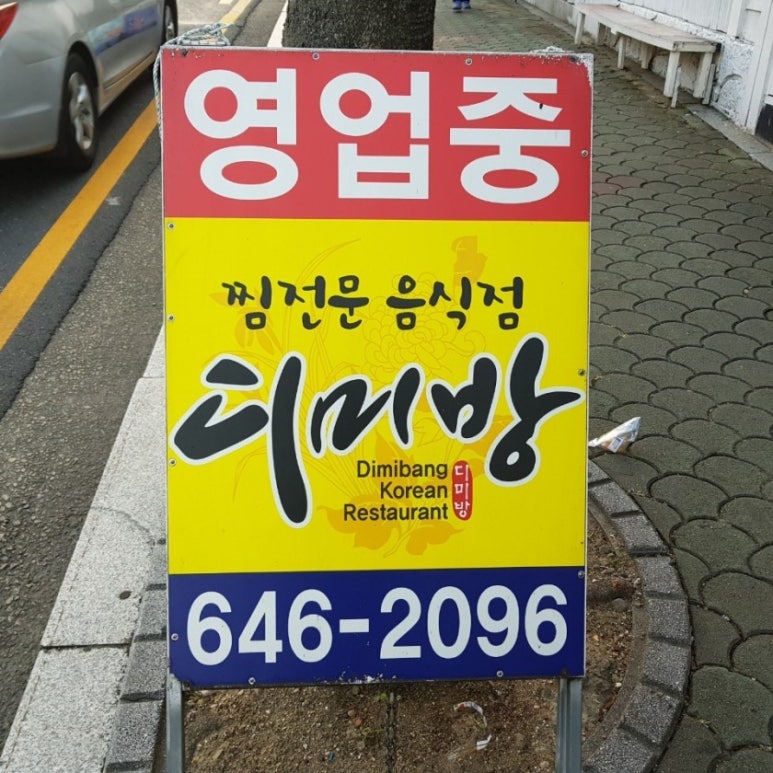 영업중
찜전문 음식점
디미방
Dimibang
Korean
Restaurant
디미방
646-2096